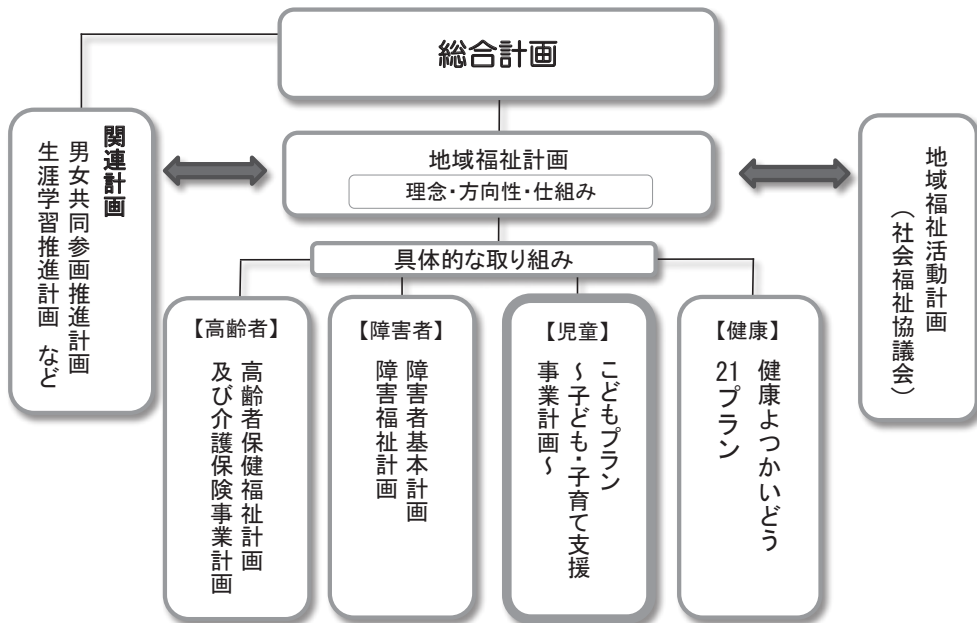 総合計画
関連計画
男女共同参画推進計画
生涯学習推進計画 など
地域福祉計画
理念・方向性・仕組み
地域福祉活動計画
（社会福祉協議会）
具体的な取り組み
【高齢者】
高齢者保健福祉計画
及び介護保険事業計画
【障害者】
障害者基本計画
障害福祉計画
【児童】
こどもプラン
～子ども・子育て支援
事業計画～
【健康】
健康よつかいどう
21プラン